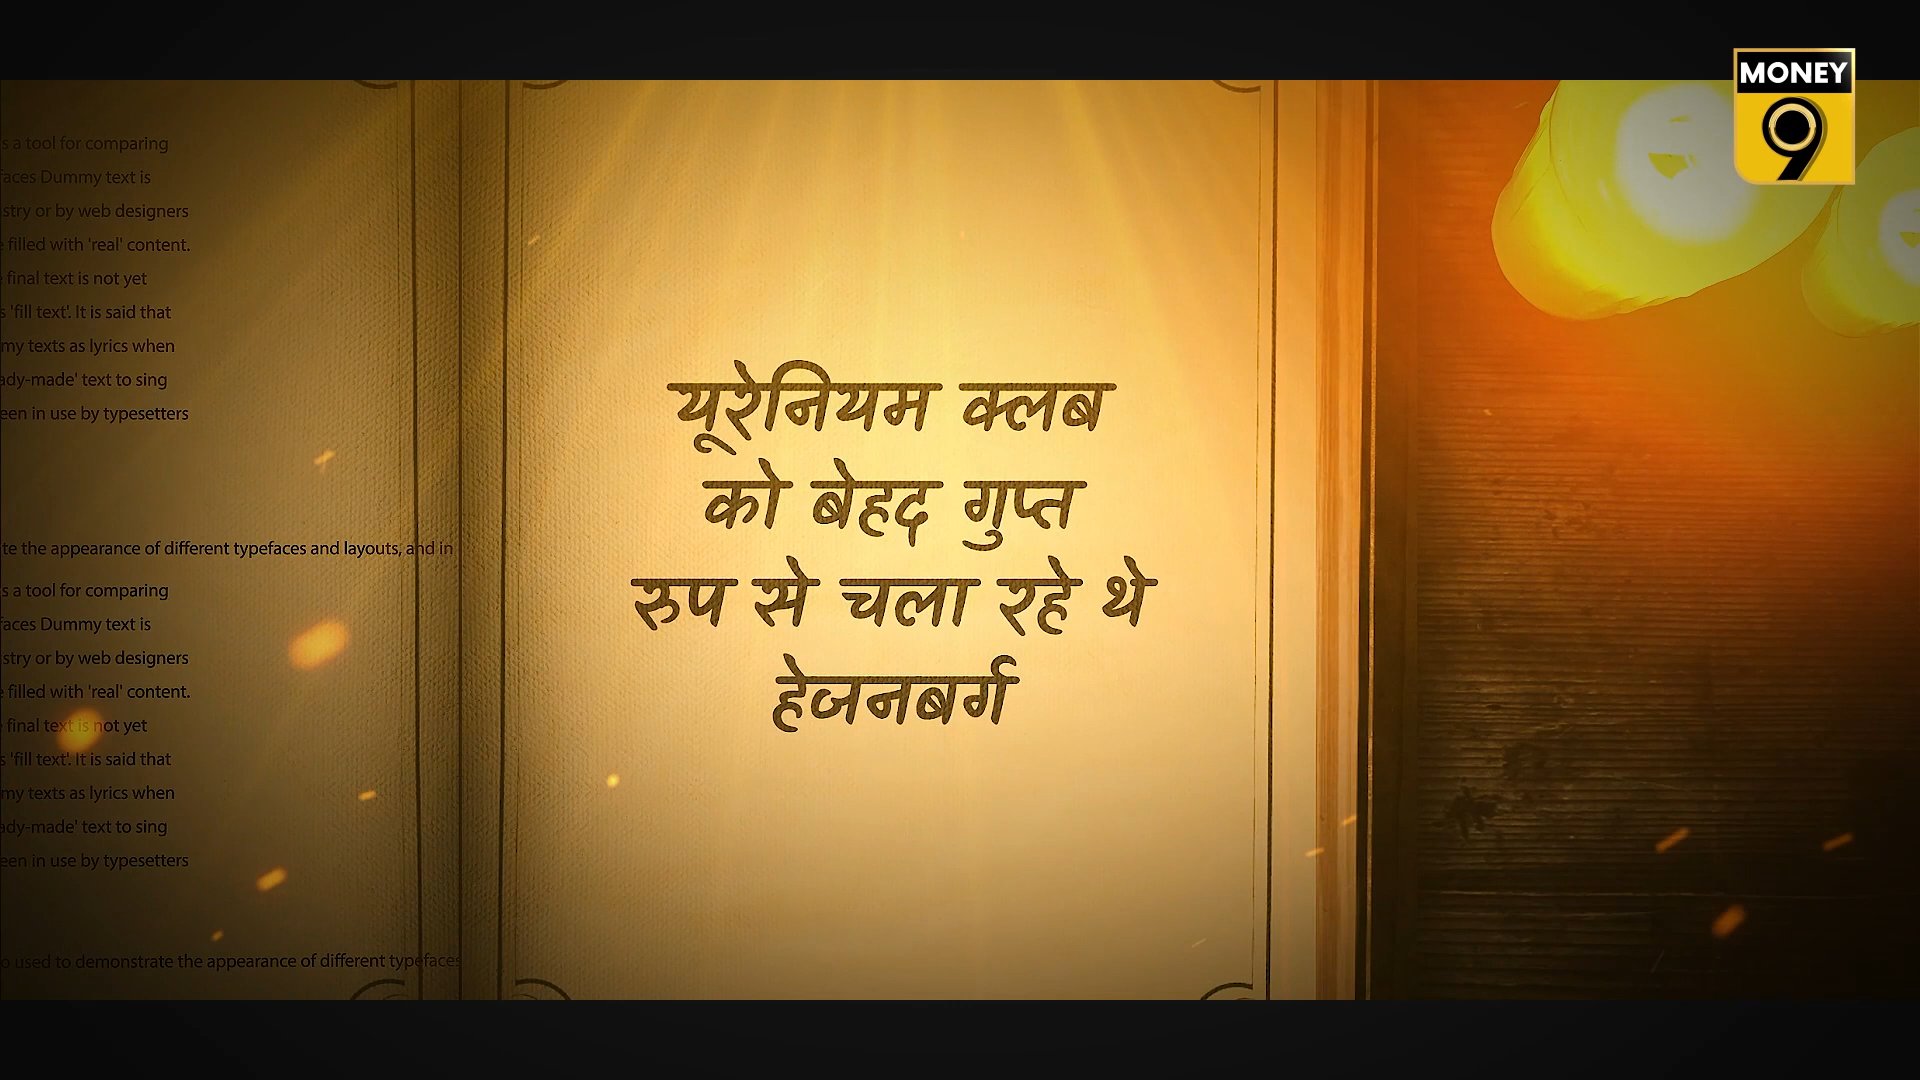 MONEY
9
s a tool for comparing
faces Dummy text is
stry or by web designers
e filled with 'real' content.
e final text is not yet
s 'fill text'. It is said that
my texts as lyrics when
ady-made' text to sing
een in use by typesetters
te the appearance of different typefaces and layouts, and in
s a tool for comparing
faces Dummy text is
stry or by web designers
e filled with 'real' content.
e final text is not yet
s 'fill text'. It is said that
my texts as lyrics when
ady-made' text to sing
een in use by typesetters
o used to demonstrate the appearance of different typefaces
यूरेनियम क्लब
को बेहद गुप्त
रुप से चला रहे थे
हेजनबर्ग